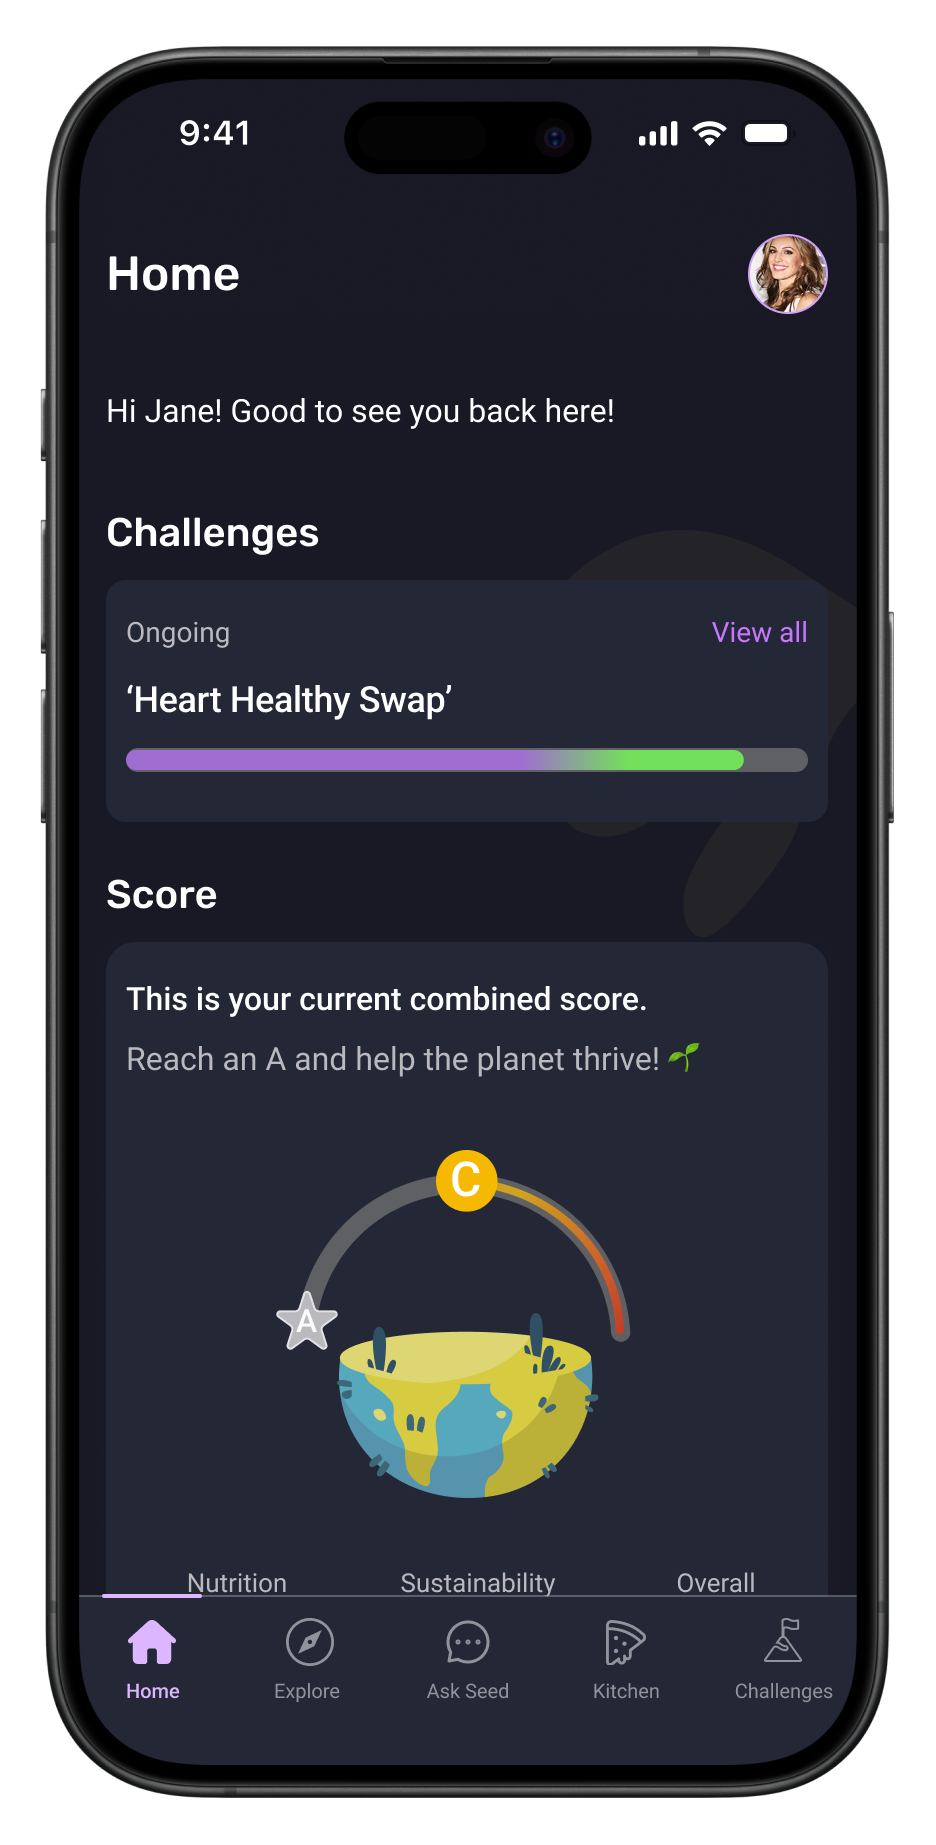 9:41
Home
Hi Jane! Good to see you back here!
Challenges
Ongoing
View all
‘Heart Healthy Swap’
Score
This is your current combined score.
Reach an A and help the planet thrive! 🌱
C
A
Nutrition
Sustainability
Overall
Home
Explore
Ask Seed
Kitchen
Challenges